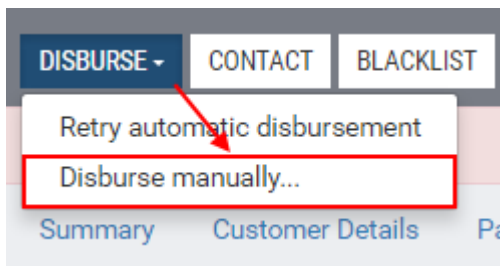 DISBURSE CONTACT BLACKLIST
Retry automatic disbursement
Disburse manually...
Summary Customer Details